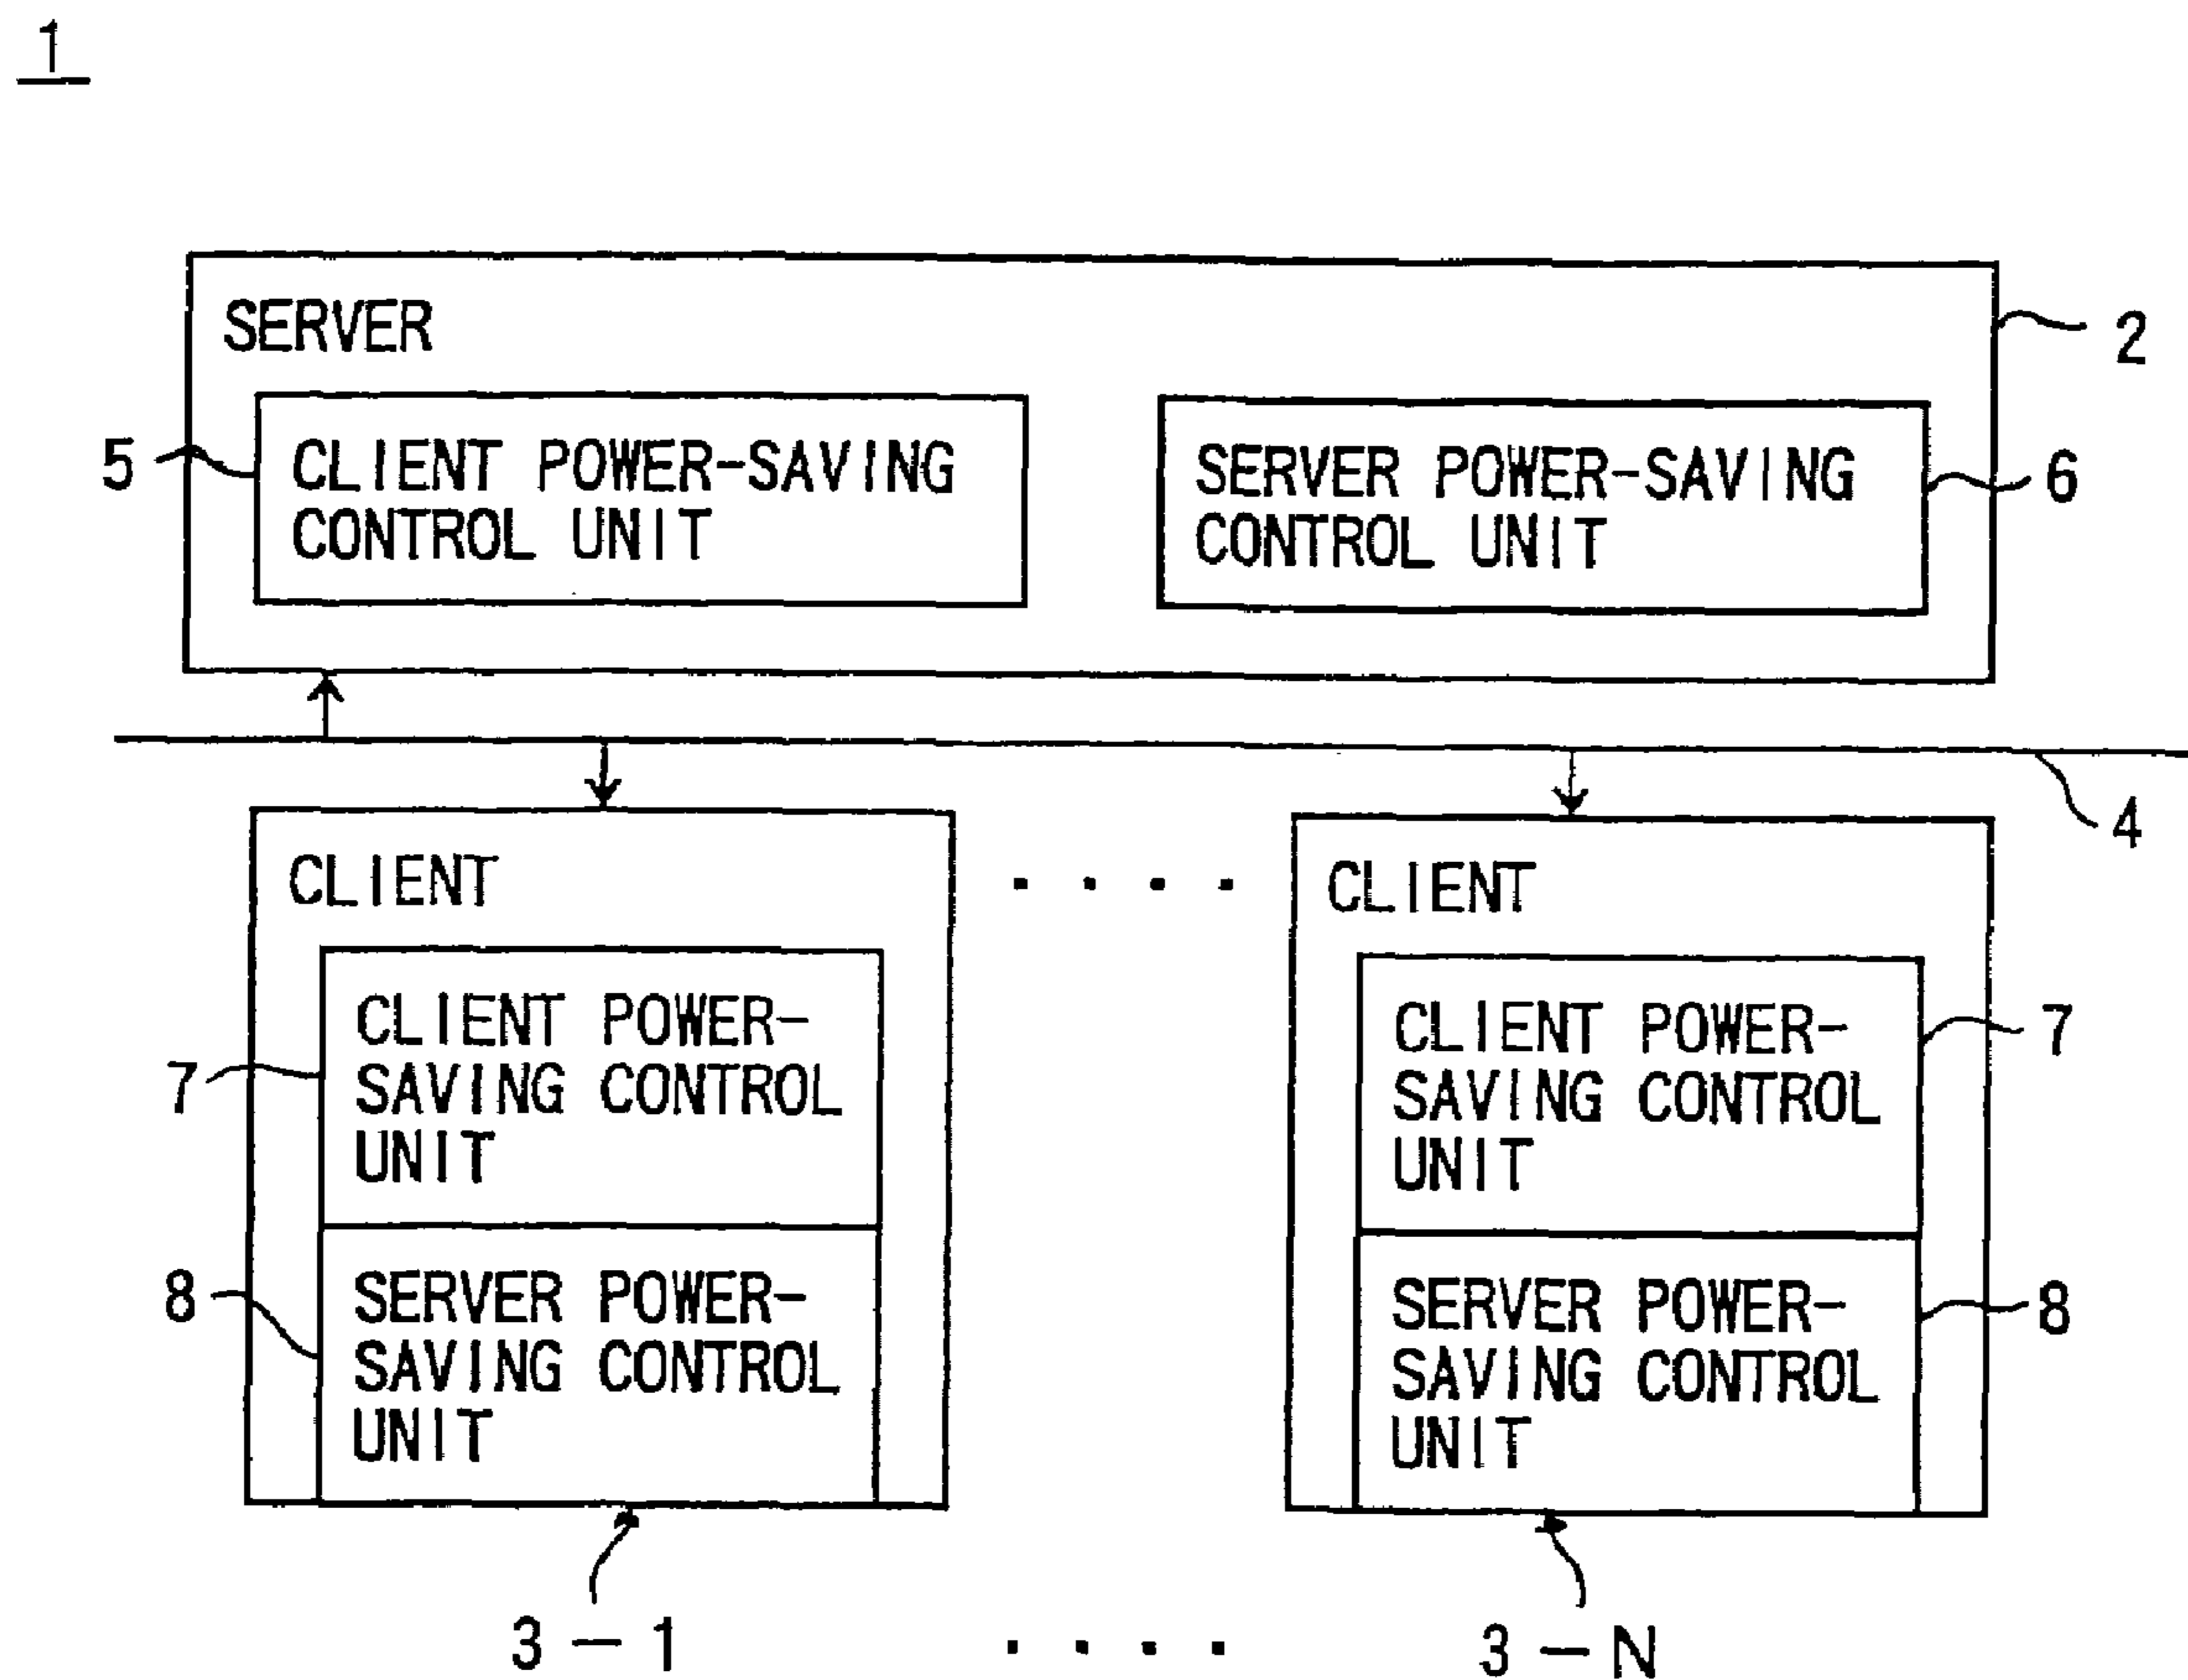 1
SERVER
2
5
CLIENT POWER-SAVING
CONTROL UNIT
SERVER POWER-SAVING
CONTROL UNIT
6
4
CLIENT
. . . .
CLIENT
7
CLIENT POWER-
SAVING CONTROL
UNIT
CLIENT POWER-
SAVING CONTROL
UNIT
7
8
SERVER POWER-
SAVING CONTROL
UNIT
SERVER POWER-
SAVING CONTROL
UNIT
8
3-1
. . . .
3-N